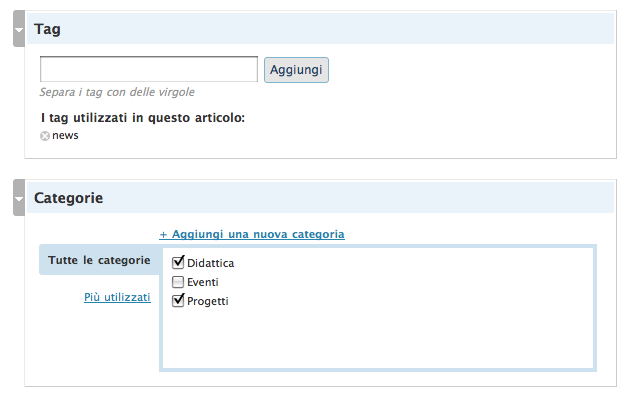 Tag
Aggiungi
Separa i tag con delle virgole
I tag utilizzati in questo articolo:
news
Categorie
+ Aggiungi una nuova categoria
Tutte le categorie
Didattica
Eventi
Più utilizzati
Progetti